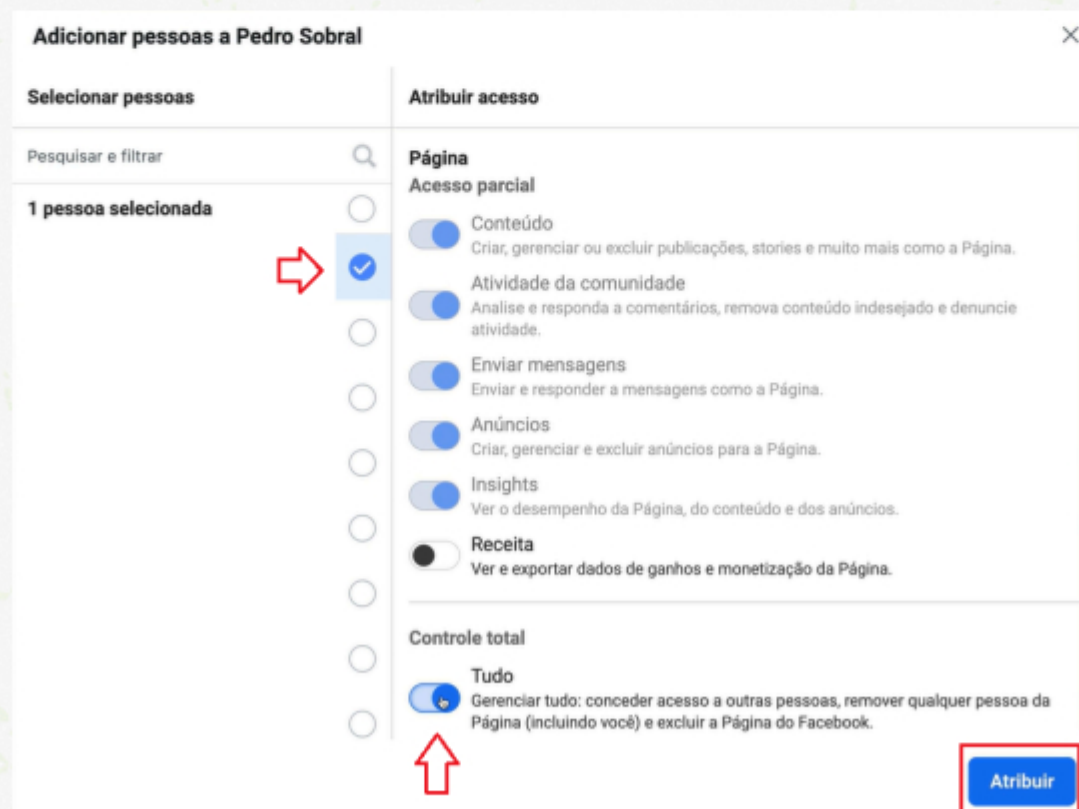 Adicionar pessoas a Pedro Sobral
Selecionar pessoas
Atribuir acesso
Pesquisar e filtrar
1 pessoa selecionada
Página
Acesso parcial
Conteúdo
Criar, gerenciar ou excluir publicações, stories e muito mais como a Página.
Atividade da comunidade
Analise e responda a comentários, remova conteúdo indesejado e denuncie
atividade.
Enviar mensagens
Enviar e responder a mensagens como a Página.
Anúncios
Criar, gerenciar e excluir anúncios para a Página.
Insights
Ver o desempenho da Página, do conteúdo e dos anúncios.
Receita
Ver e exportar dados de ganhos e monetização da Página.
Controle total
Tudo
Gerenciar tudo: conceder acesso a outras pessoas, remover qualquer pessoa da
Página (incluindo você) e excluir a Página do Facebook.
Atribuir